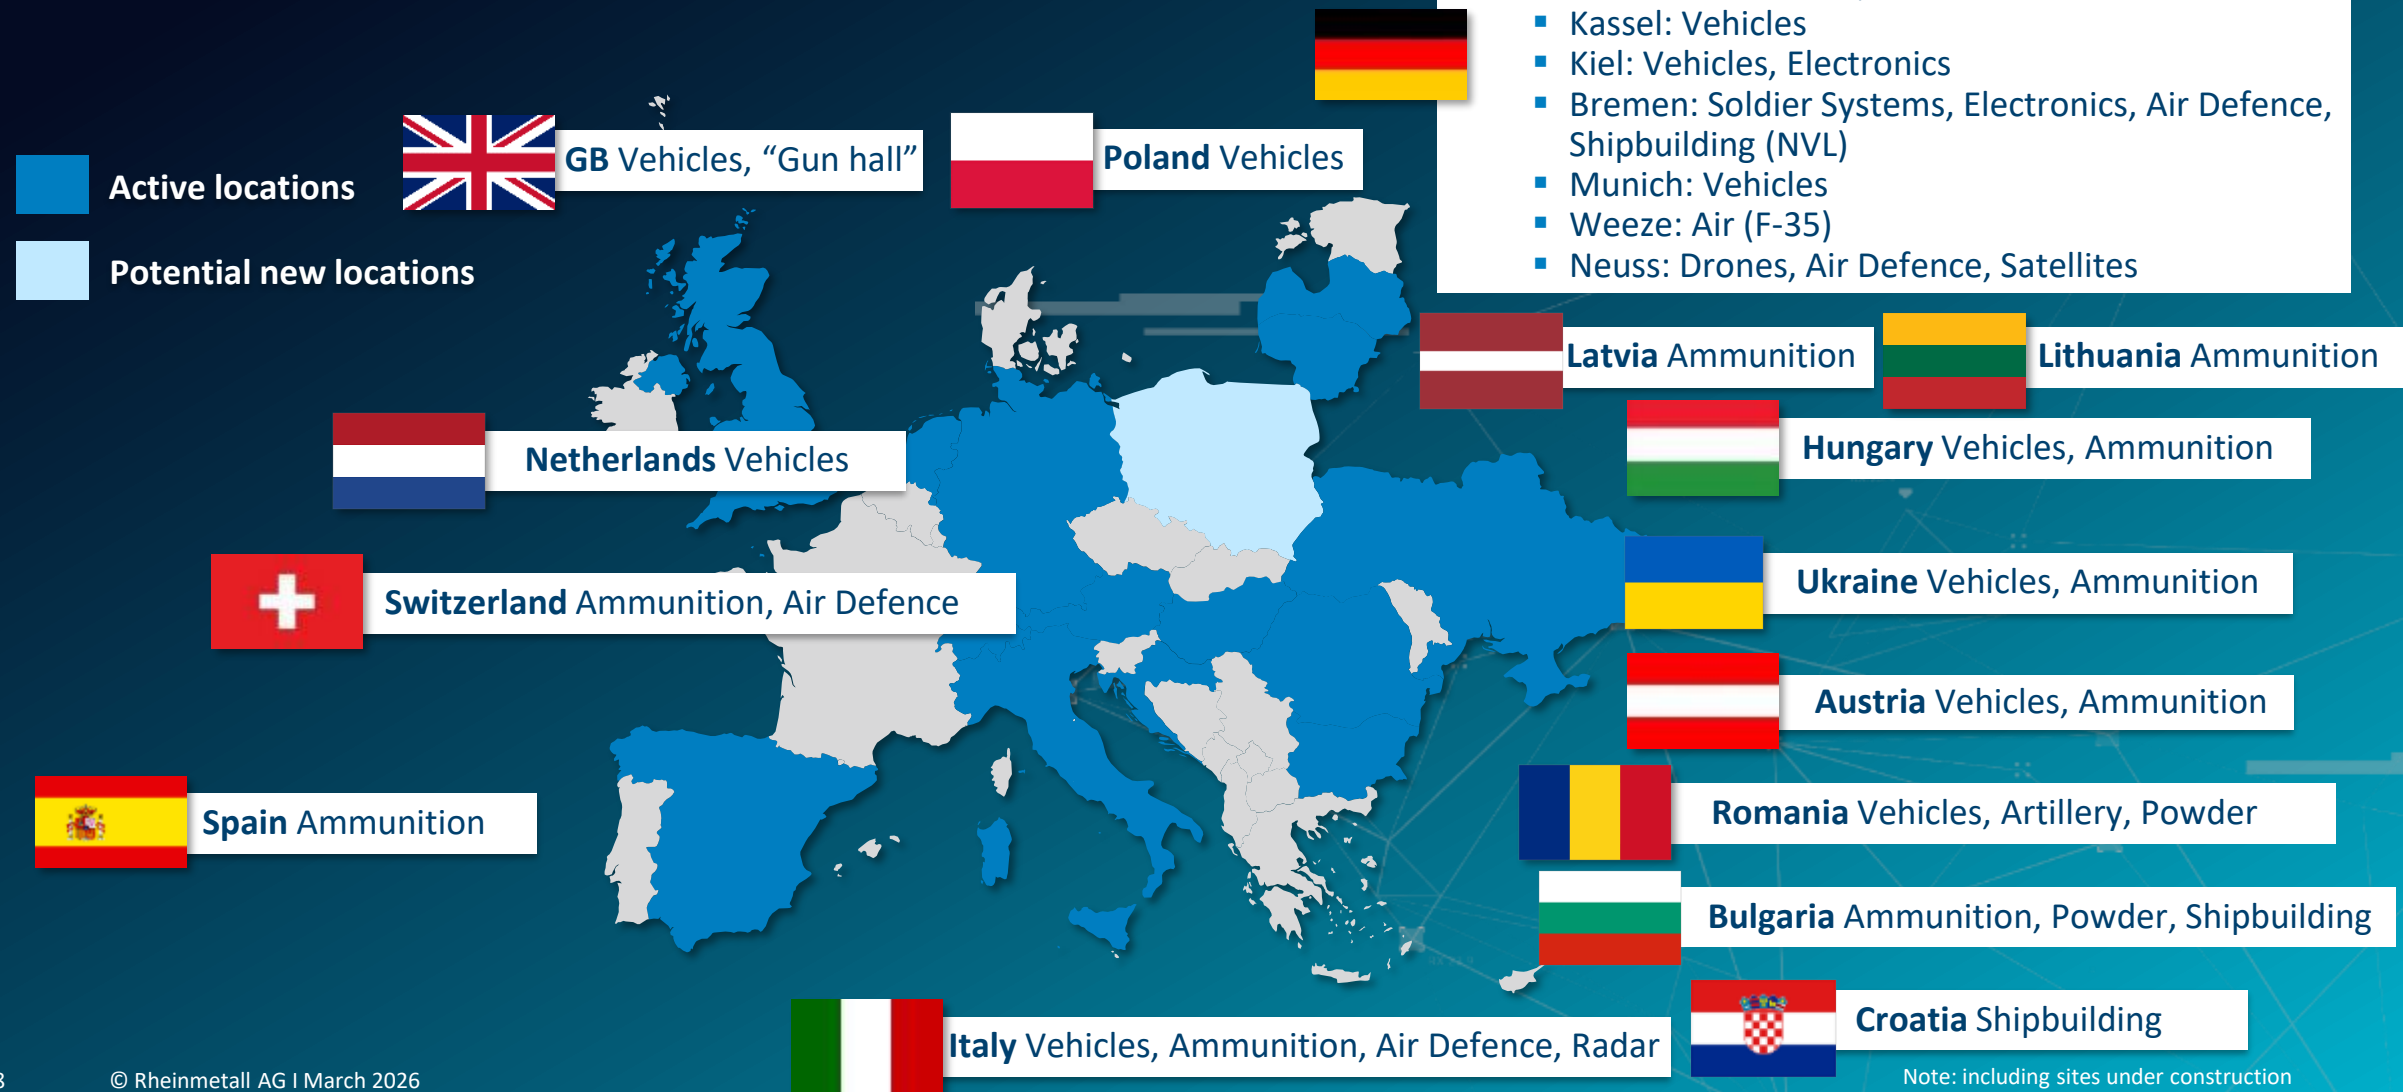 Kassel: Vehicles
Kiel: Vehicles, Electronics
Bremen: Soldier Systems, Electronics, Air Defence,
Shipbuilding (NVL)
Munich: Vehicles
Weeze: Air (F-35)
Neuss: Drones, Air Defence, Satellites
GB Vehicles, “Gun hall”
Poland Vehicles
Active locations
Potential new locations
Latvia Ammunition
Lithuania Ammunition
Netherlands Vehicles
Hungary Vehicles, Ammunition
Switzerland Ammunition, Air Defence
Ukraine Vehicles, Ammunition
Austria Vehicles, Ammunition
Spain Ammunition
Romania Vehicles, Artillery, Powder
Bulgaria Ammunition, Powder, Shipbuilding
Croatia Shipbuilding
Italy Vehicles, Ammunition, Air Defence, Radar
© Rheinmetall AG I March 2026
Note: including sites under construction